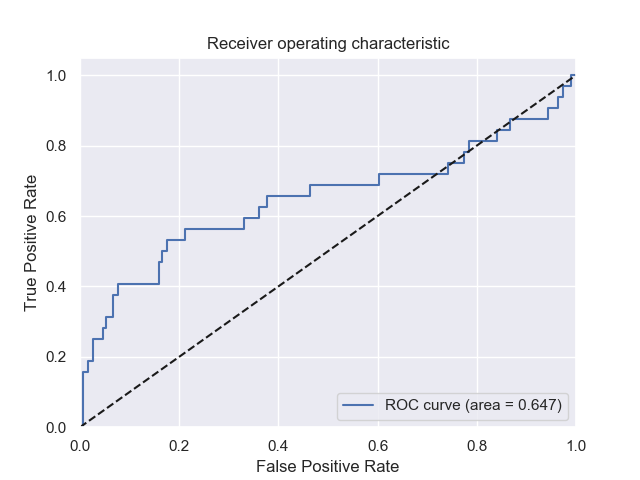 Receiver operating characteristic
True Positive Rate
1.0
0.8
0.6
0.4
0.2
0.0
ROC curve (area = 0.647)
0.0 0.2 0.4 0.6 0.8 1.0
False Positive Rate